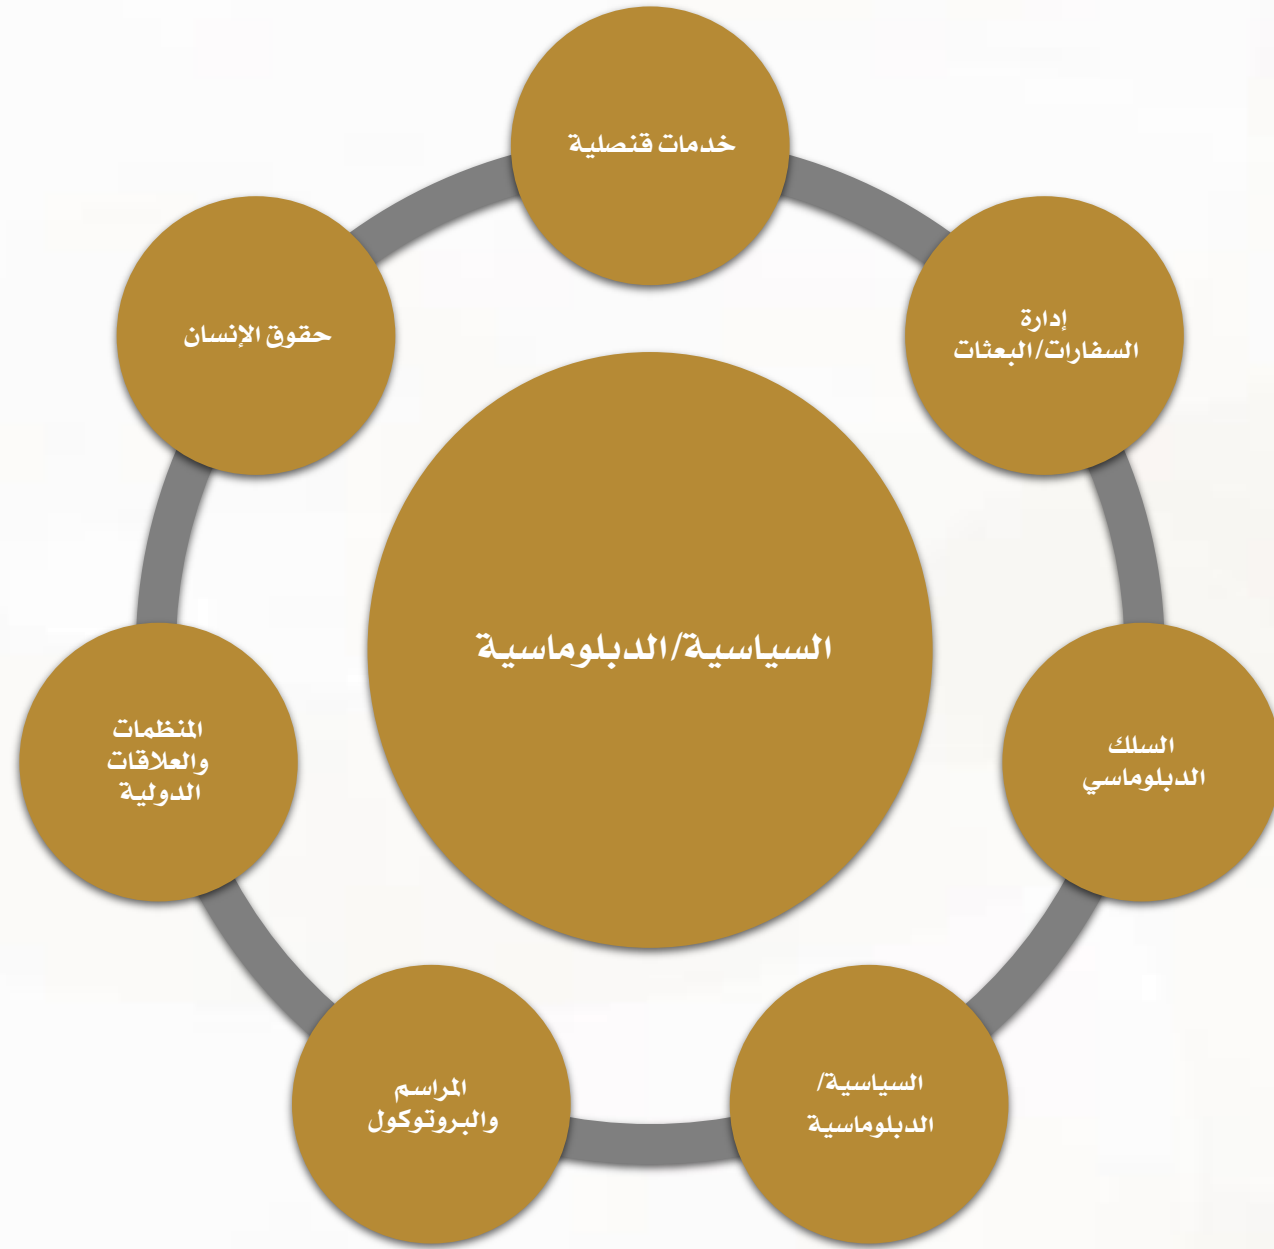 خدمات قنصلية
إدارة
السفارات/البعثات
السلك
الدبلوماسي
السياسية/
الدبلوماسية
المراسم
والبروتوكول
المنظمات
والعلاقات
الدولية
حقوق الإنسان
السياسية/الدبلوماسية